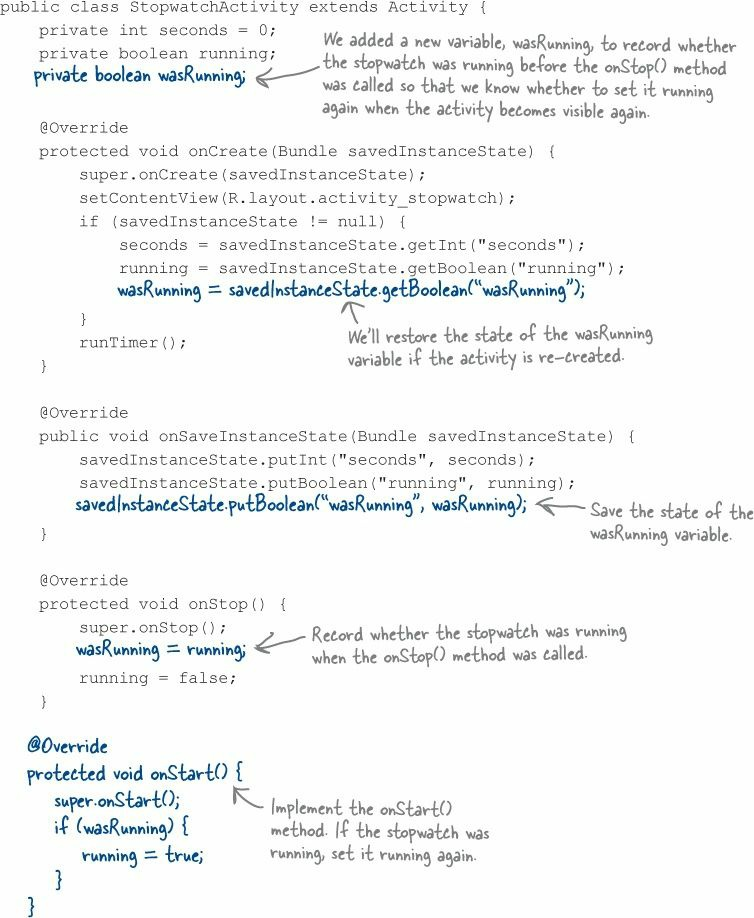 public class StopwatchActivity extends Activity {
private int seconds = 0;
private boolean running;
private boolean wasRunning;
We added a new variable, wasRunning, to record whether
the stopwatch was running before the onStop() method
was called so that we know whether to set it running
again when the activity becomes visible again.
@Override
protected void onCreate(Bundle savedInstanceState) {
super.onCreate(savedInstanceState);
setContentView(R.layout.activity_stopwatch);
if (savedInstanceState != null) {
seconds = savedInstanceState.getInt("seconds");
running = savedInstanceState.getBoolean("running");
wasRunning = savedInstanceState.getBoolean("wasRunning");
}
We'll restore the state of the wasRunning
variable if the activity is re-created.
runTimer();
}
@Override
public void onSaveInstanceState(Bundle savedInstanceState) {
savedInstanceState.putInt("seconds", seconds);
savedInstanceState.putBoolean("running", running);
savedInstanceState.putBoolean("wasRunning", wasRunning);
Save the state of the
wasRunning variable.
}
@Override
protected void onStop() {
super.onStop();
wasRunning = running;
Record whether the stopwatch was running
when the onStop() method was called.
running = false;
}
@Override
protected void onStart() {
super.onStart();
if (wasRunning) {
running = true;
}
}
Implement the onStart()
method. If the stopwatch was
running, set it running again.